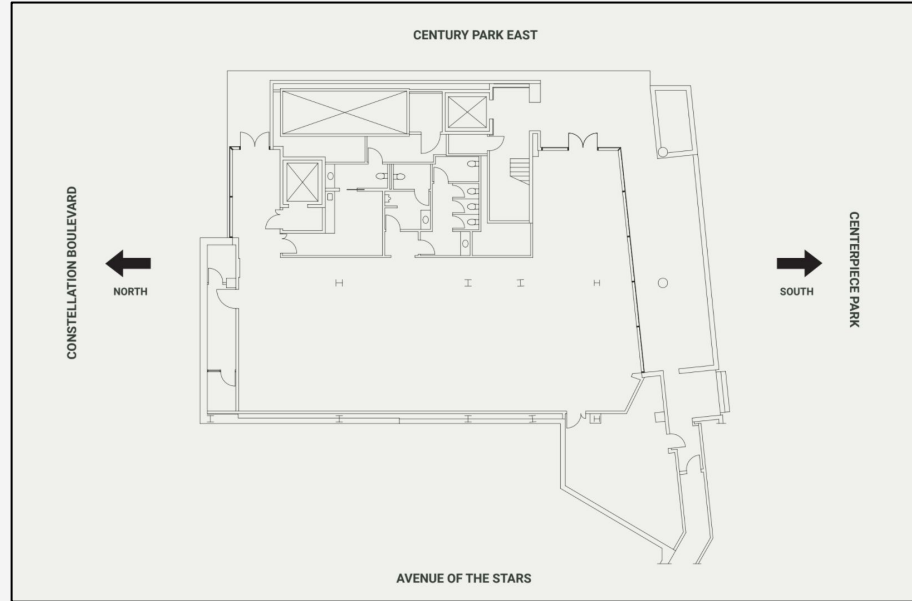 CENTURY PARK EAST
CONSTELLATION BOULEVARD
NORTH
SOUTH
CENTERPIECE PARK
AVENUE OF THE STARS